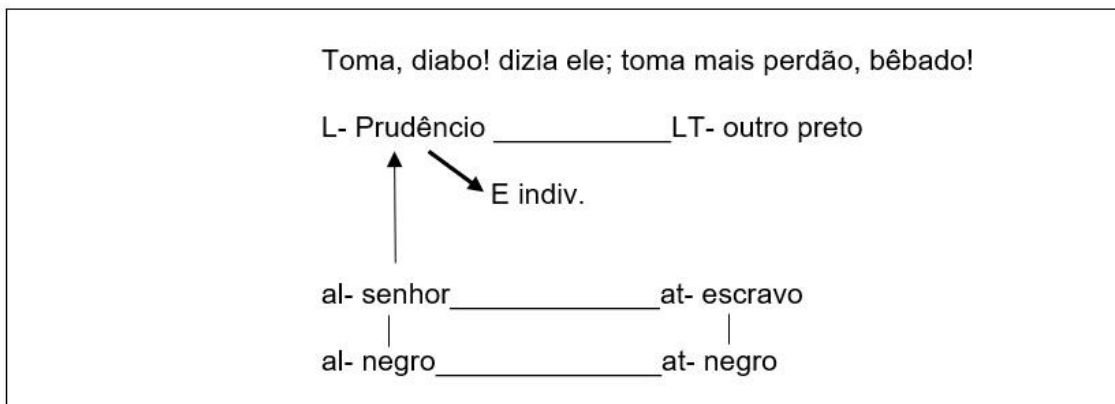 Toma, diabo! dizia ele; toma mais perdão, bêbado!
L- Prudêncio ____________LT- outro preto
E indiv.
al- senhor______________at- escravo
al- negro_______________at- negro